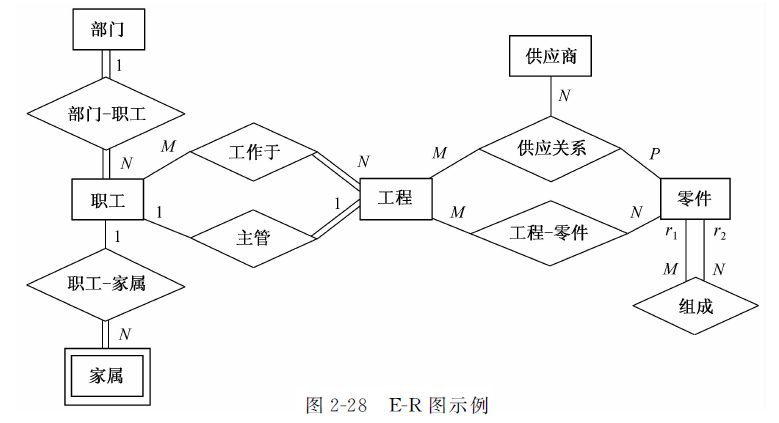 部门
1
供应商
N
部门-职工
M
工作于
N
M
供应关系
P
N
职工
1
主管
1
工程
M
工程-零件
N
零件
r1
r2
1
职工-家属
M
N
组成
N
家属
图 2-28 E-R 图示例